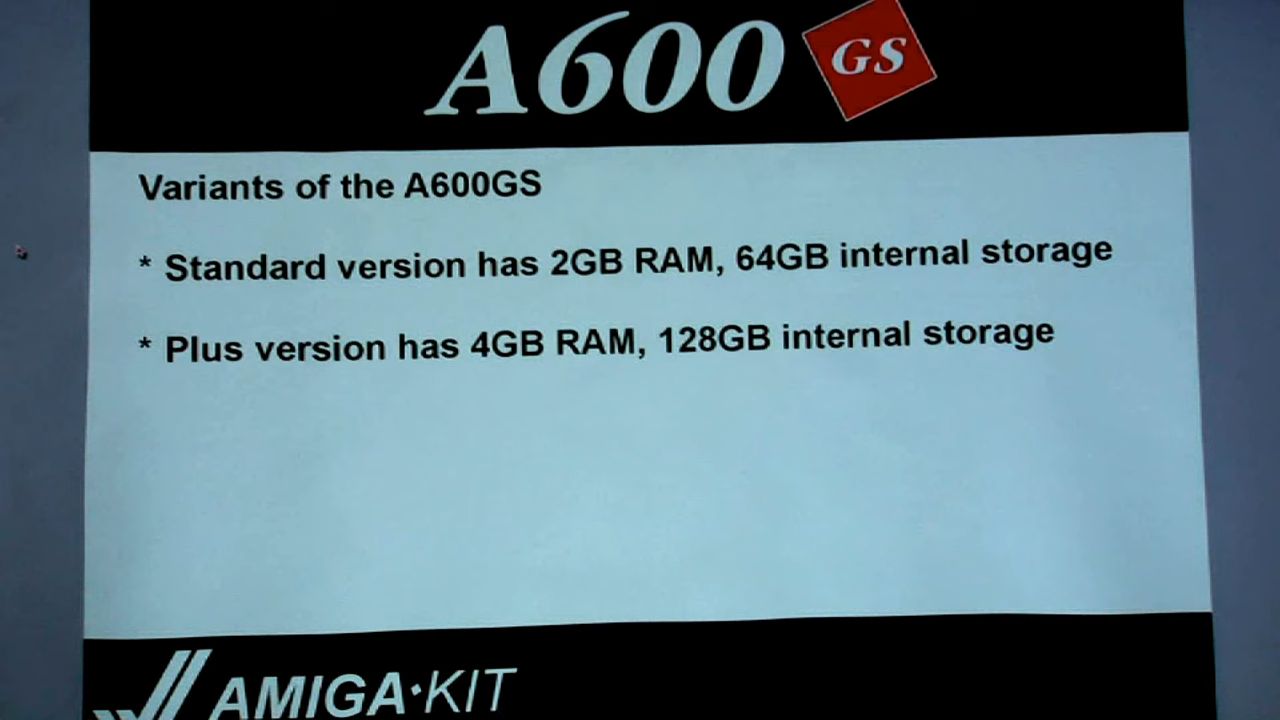 A600 GS
Variants of the A600GS
* Standard version has 2GB RAM, 64GB internal storage
* Plus version has 4GB RAM, 128GB internal storage
AMIGA·KIT